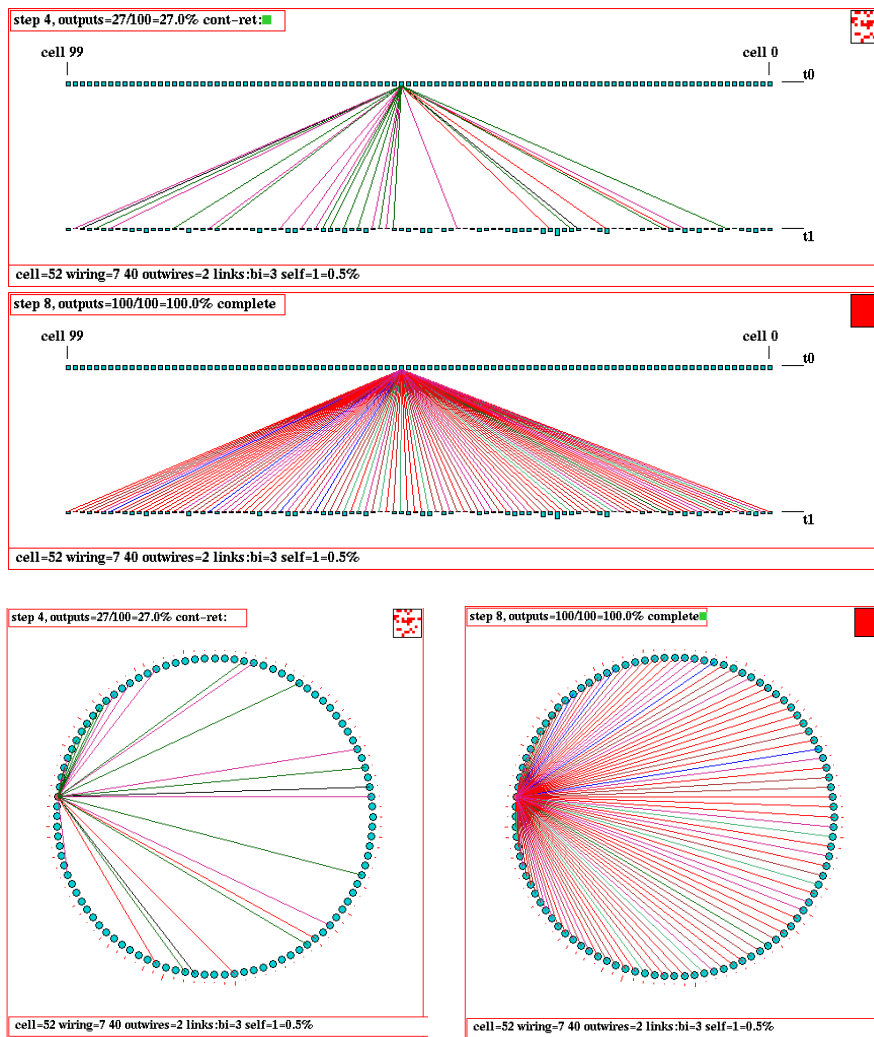 step 4, outputs=27/100=27.0% cont-ret:
cell 99
cell 0
t0
t1
cell=52 wiring=7 40 outwires=2 links:bi=3 self=1=0.5%
step 8, outputs=100/100=100.0% complete
cell 99
cell 0
t0
t1
cell=52 wiring=7 40 outwires=2 links:bi=3 self=1=0.5%
step 4, outputs=27/100=27.0% cont-ret:
cell=52 wiring=7 40 outwires=2 links:bi=3 self=1=0.5%
step 8, outputs=100/100=100.0% complete
cell=52 wiring=7 40 outwires=2 links:bi=3 self=1=0.5%